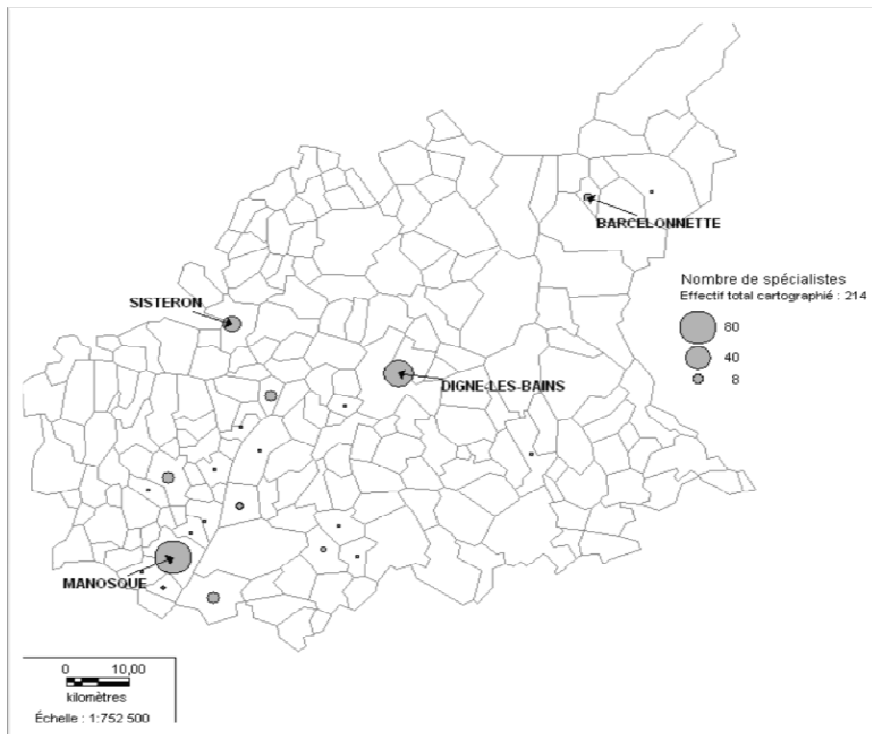 BARCELONNETTE
Nombre de spécialistes
Effectif total cartographié : 214
SISTERON
80
40
DIGNE-LES-BAINS
8
MANOSQUE
0 10,00
kilomètres
Échelle : 1:752 500